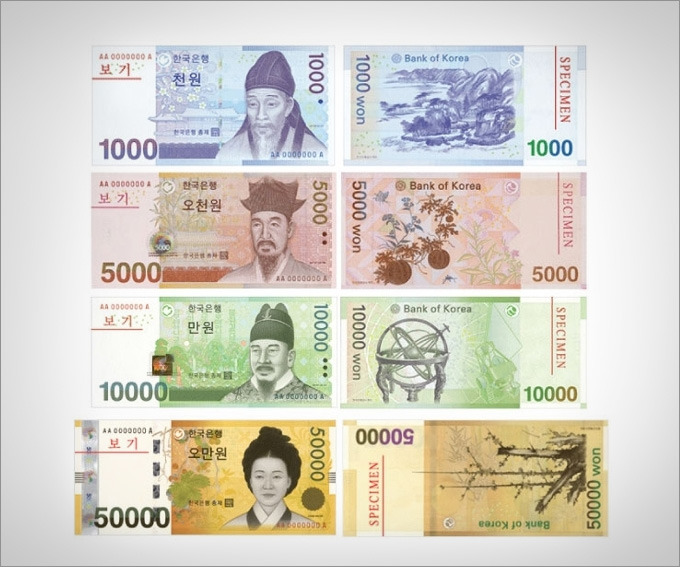 AA 0000000 A
보 기
한국은행
천원
1000
한국은행 총재
1000
AA 0000000 A
Bank of Korea
1000 won
SPECIMEN
1000
AA 0000000 A
보 기
한국은행
오천원
5000
5000
한국은행 총재
5000
AA 0000000 A
Bank of Korea
5000 won
SPECIMEN
5000
AA 0000000 A
보 기
한국은행
만원
10000
한국은행 총재
10000
AA 0000000 A
Bank of Korea
10000 won
SPECIMEN
10000
AA 0000000 A
보 기
한국은행
오만원
50000
한국은행 총재
50000
AA 0000000 A
50000
SPECIMEN
50000 won
Bank of Korea